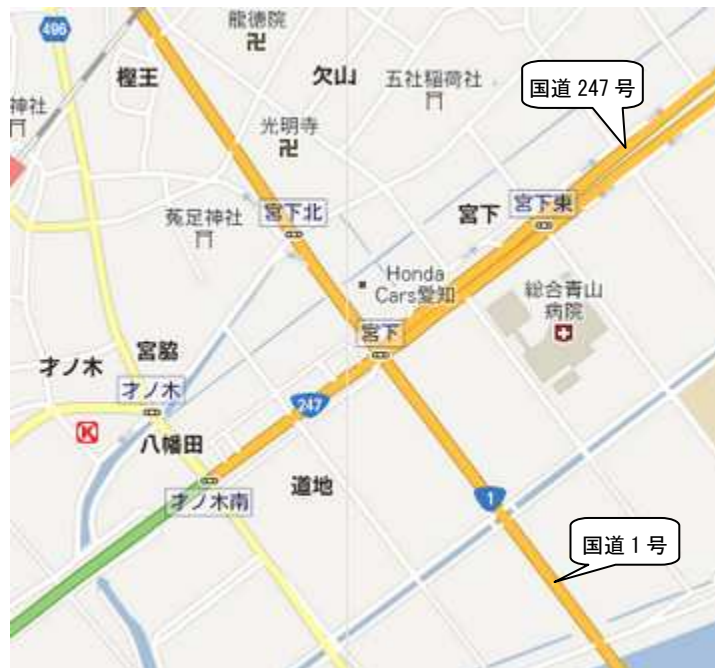 496
龍徳院
樫王
欠山
五社稲荷社
国道 247 号
神社
光明寺
菟足神社
宮下北
宮下
宮下東
Honda
Cars愛知
総合青山
病院
宮下
宮脇
才ノ木
才ノ木
247
K
八幡田
道地
才ノ木南
1
国道 1 号